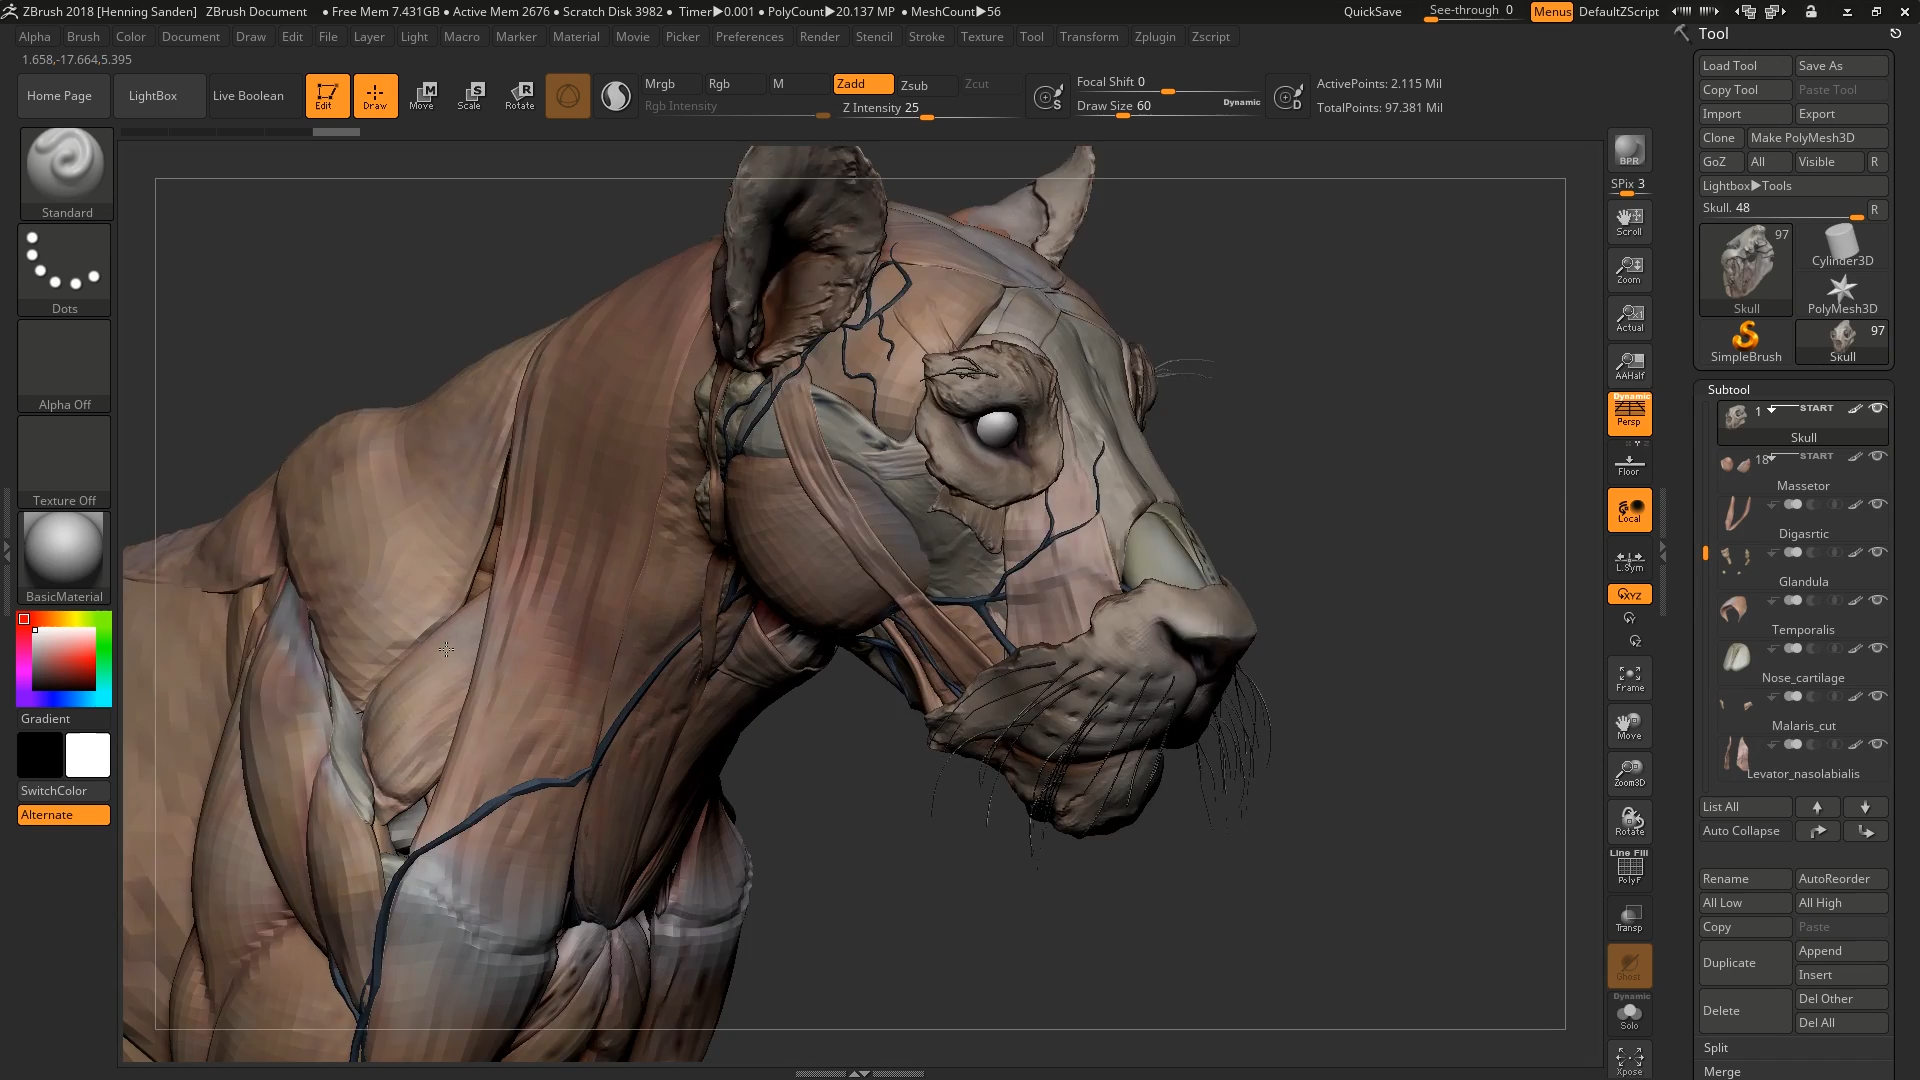 ZBrush 2018 [Henning Sanden] ZBrush Document • Free Mem 7.431GB • Active Mem 2676 • Scratch Disk 3982 • Timer▶0.001 • PolyCount▶20.137 MP • MeshCount▶56 QuickSave See-through 0 Menus DefaultZScript
Alpha Brush Color Document Draw Edit File Layer Light Macro Marker Material Movie Picker Preferences Render Stencil Stroke Texture Tool Transform Zplugin Zscript
1.658,-17.664,5.395
Home Page LightBox Live Boolean Edit Draw Move Scale Rotate
Mrgb Rgb M Zadd Zsub Zcut
Rgb Intensity Z Intensity 25
S
Focal Shift 0
Draw Size 60 Dynamic
D
ActivePoints: 2.115 Mil
TotalPoints: 97.381 Mil
Standard
Dots
Alpha Off
Texture Off
BasicMaterial
Gradient
SwitchColor
Alternate
BPR
SPix 3
Scroll
Zoom
Actual
AAHalf
Dynamic
Persp
Floor
Local
L.Sym
XYZ
Y
Z
Frame
Move
Zoom3D
Rotate
Line Fill
PolyF
Transp
Ghost
Dynamic
Solo
Xpose
Tool
Load Tool Save As
Copy Tool Paste Tool
Import Export
Clone Make PolyMesh3D
GoZ All Visible R
Lightbox▶Tools
Skull. 48 R
97
Skull
Cylinder3D
PolyMesh3D
SimpleBrush
97
Skull
Subtool
1 START
Skull
18 START
Massetor
Digasrtic
Glandula
Temporalis
Nose_cartilage
Malaris_cut
Levator_nasolabialis
List All
Auto Collapse
Rename AutoReorder
All Low All High
Copy Paste
Duplicate Append
Insert
Delete Del Other
Del All
Split
Merge